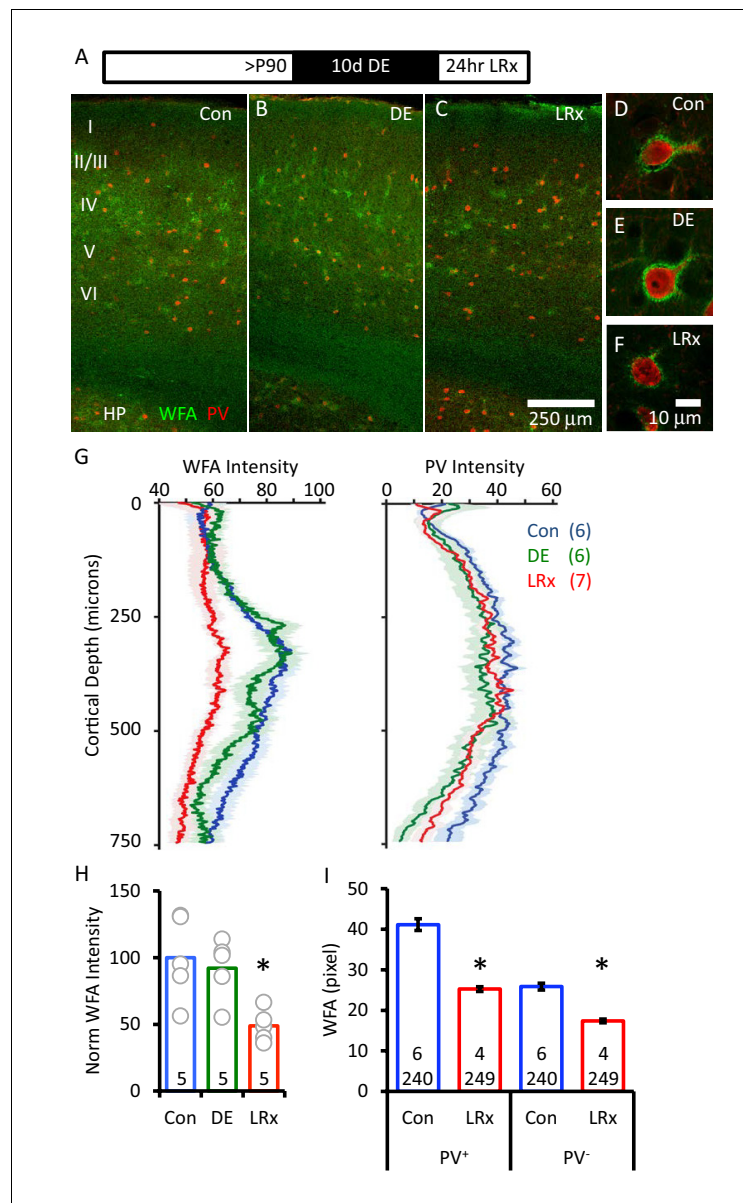 A
>P90 10d DE 24hr LRx
Con
B DE
C LRx
D Con
I
II/III
IV
V
VI
E DE
F LRx
HP WFA PV
250 μm
10 μm
G
WFA Intensity
PV Intensity
40 60 80 100
0 20 40 60
0
250
500
750
Cortical Depth (microns)
Con (6)
DE (6)
LRx (7)
H
Norm WFA Intensity
150
100
50
0
*
5 5 5
Con DE LRx
I
WFA (pixel)
50
40
30
20
10
0
* *
6 4 6 4
240 249 240 249
Con LRx Con LRx
PV+ PV-